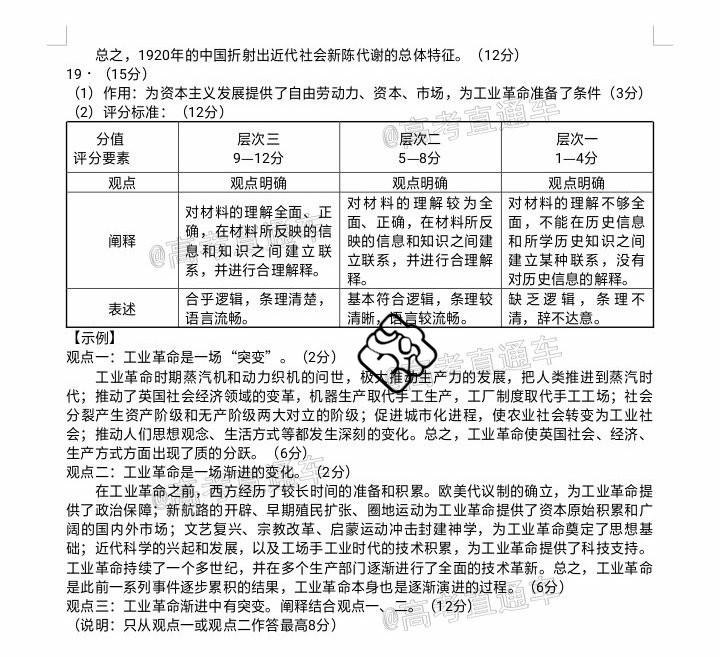 总之，1920年的中国折射出近代社会新陈代谢的总体特征。（12分）
19·（15分）
（1）作用：为资本主义发展提供了自由劳动力、资本、市场，为工业革命准备了条件（3分）
（2）评分标准：（12分）
分值 层次三 层次二 层次一
评分要素 9—12分 5—8分 1—4分
观点 观点明确 观点明确 观点明确
阐释
对材料的理解全面、正
确，在材料所反映的信
息和知识之间建立联
系，并进行合理解释。
对材料的理解较为全
面、正确，在材料所反
映的信息和知识之间建
立联系，并进行合理解
释。
对材料的理解不够全
面，不能在历史信息
和所学历史知识之间
建立某种联系，没有
对历史信息的解释。
表述
合乎逻辑，条理清楚，
语言流畅。
基本符合逻辑，条理较
清晰，语言较流畅。
缺乏逻辑，条理不
清，辞不达意。
【示例】
观点一：工业革命是一场“突变”。（2分）
工业革命时期蒸汽机和动力织机的问世，极大推动生产力的发展，把人类推进到蒸汽时
代；推动了英国社会经济领域的变革，机器生产取代手工生产，工厂制度取代手工工场；社会
分裂产生资产阶级和无产阶级两大对立的阶级；促进城市化进程，使农业社会转变为工业社
会；推动人们思想观念、生活方式等都发生深刻的变化。总之，工业革命使英国社会、经济、
生产方式方面出现了质的分跃。（6分）
观点二：工业革命是一场渐进的变化。（2分）
在工业革命之前，西方经历了较长时间的准备和积累。欧美代议制的确立，为工业革命提
供了政治保障；新航路的开辟、早期殖民扩张、圈地运动为工业革命提供了资本原始积累和广
阔的国内外市场；文艺复兴、宗教改革、启蒙运动冲击封建神学，为工业革命奠定了思想基
础；近代科学的兴起和发展，以及工场手工业时代的技术积累，为工业革命提供了科技支持。
工业革命持续了一个多世纪，并在多个生产部门逐渐进行了全面的技术革新。总之，工业革命
是此前一系列事件逐步累积的结果，工业革命本身也是逐渐演进的过程。（6分）
观点三：工业革命渐进中有突变。阐释结合观点一、二。（12分）
（说明：只从观点一或观点二作答最高8分）
@高考直通车
@高考直通车
@高考直通车
@高考直通车
@高考直通车